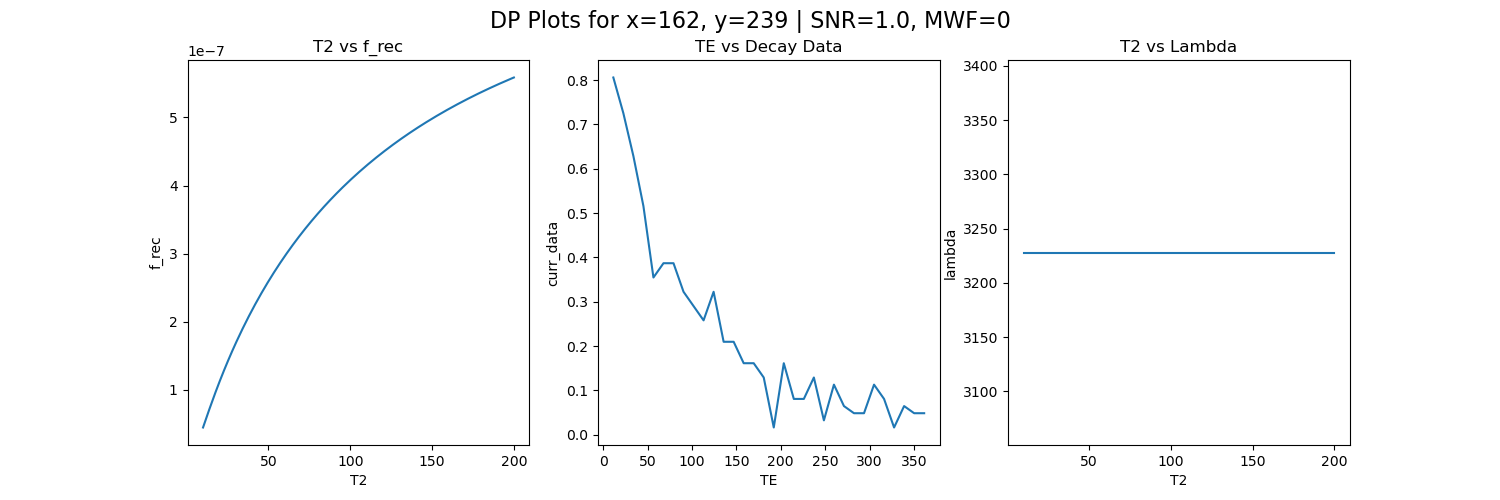 DP Plots for x=162, y=239 | SNR=1.0, MWF=0
T2 vs f_rec
1e−7
5
4
3
2
1
f_rec
50 100 150 200
T2
TE vs Decay Data
0.8
0.7
0.6
0.5
0.4
0.3
0.2
0.1
0.0
curr_data
0 50 100 150 200 250 300 350
TE
T2 vs Lambda
3400
3350
3300
3250
3200
3150
3100
lambda
50 100 150 200
T2